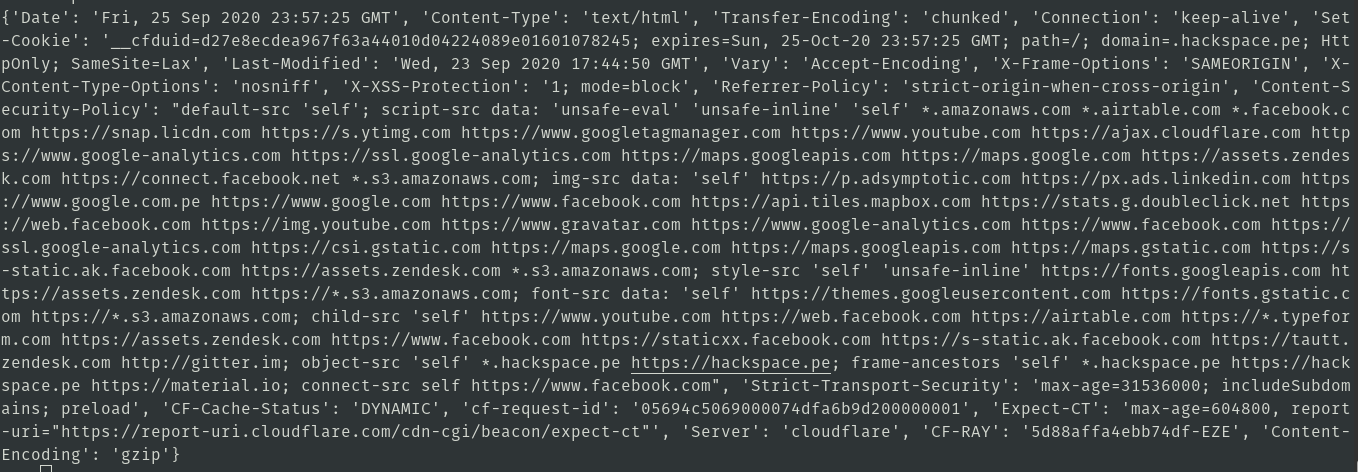 {'Date': 'Fri, 25 Sep 2020 23:57:25 GMT', 'Content-Type': 'text/html', 'Transfer-Encoding': 'chunked', 'Connection': 'keep-alive', 'Set
-Cookie': '__cfduid=d27e8ecdea967f63a44010d04224089e01601078245; expires=Sun, 25-Oct-20 23:57:25 GMT; path=/; domain=.hackspace.pe; Htt
pOnly; SameSite=Lax', 'Last-Modified': 'Wed, 23 Sep 2020 17:44:50 GMT', 'Vary': 'Accept-Encoding', 'X-Frame-Options': 'SAMEORIGIN', 'X-
Content-Type-Options': 'nosniff', 'X-XSS-Protection': '1; mode=block', 'Referrer-Policy': 'strict-origin-when-cross-origin', 'Content-S
ecurity-Policy': "default-src 'self'; script-src data: 'unsafe-eval' 'unsafe-inline' 'self' *.amazonaws.com *.airtable.com *.facebook.c
om https://snap.licdn.com https://s.ytimg.com https://www.googletagmanager.com https://www.youtube.com https://ajax.cloudflare.com http
s://www.google-analytics.com https://ssl.google-analytics.com https://maps.googleapis.com https://maps.google.com https://assets.zendes
k.com https://connect.facebook.net *.s3.amazonaws.com; img-src data: 'self' https://p.adsymptotic.com https://px.ads.linkedin.com https
://www.google.com.pe https://www.google.com https://www.facebook.com https://api.tiles.mapbox.com https://stats.g.doubleclick.net https
://web.facebook.com https://img.youtube.com https://www.gravatar.com https://www.google-analytics.com https://www.facebook.com https://
ssl.google-analytics.com https://csi.gstatic.com https://maps.google.com https://maps.googleapis.com https://maps.gstatic.com https://s
-static.ak.facebook.com https://assets.zendesk.com *.s3.amazonaws.com; style-src 'self' 'unsafe-inline' https://fonts.googleapis.com ht
tps://assets.zendesk.com https://*.s3.amazonaws.com; font-src data: 'self' https://themes.googleusercontent.com https://fonts.gstatic.c
om https://*.s3.amazonaws.com; child-src 'self' https://www.youtube.com https://web.facebook.com https://airtable.com https://*.typefor
m.com https://assets.zendesk.com https://www.facebook.com https://staticxx.facebook.com https://s-static.ak.facebook.com https://tautt.
zendesk.com http://gitter.im; object-src 'self' *.hackspace.pe https://hackspace.pe; frame-ancestors 'self' *.hackspace.pe https://hack
space.pe https://material.io; connect-src self https://www.facebook.com", 'Strict-Transport-Security': 'max-age=31536000; includeSubdom
ains; preload', 'CF-Cache-Status': 'DYNAMIC', 'cf-request-id': '05694c5069000074dfa6b9d200000001', 'Expect-CT': 'max-age=604800, report
-uri="https://report-uri.cloudflare.com/cdn-cgi/beacon/expect-ct"', 'Server': 'cloudflare', 'CF-RAY': '5d88affa4ebb74df-EZE', 'Content-
Encoding': 'gzip'}